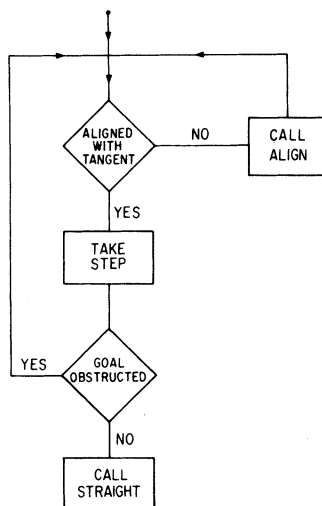 ALIGNED
WITH
TANGENT
NO
CALL
ALIGN
YES
TAKE
STEP
YES
GOAL
OBSTRUCTED
NO
CALL
STRAIGHT